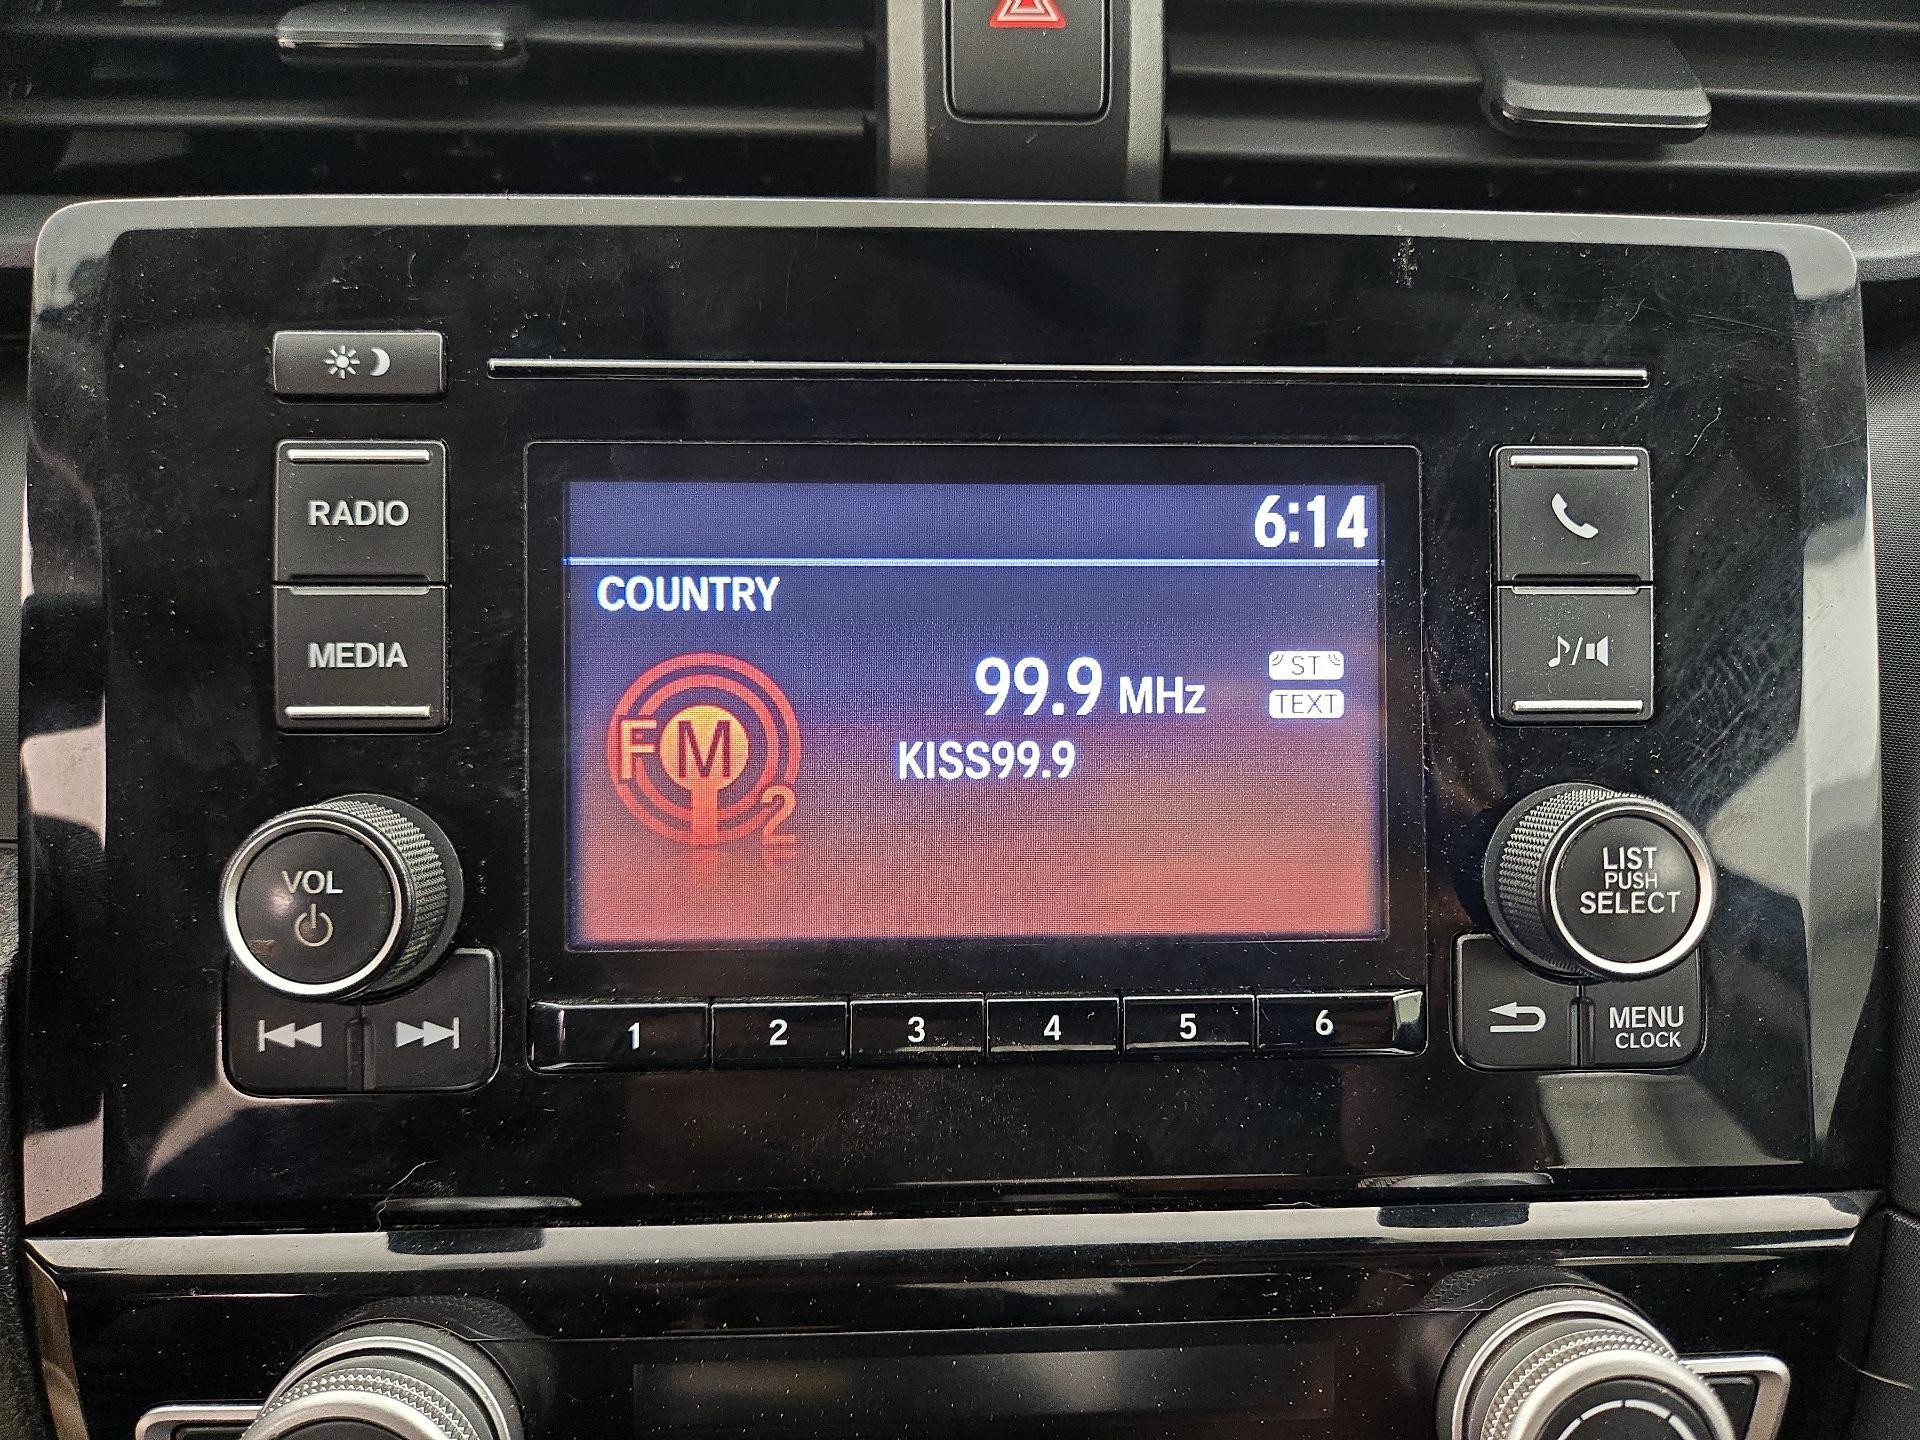 6:14
COUNTRY
RADIO
99.9 MHz
ST
TEXT
MEDIA
FM
2
KISS99.9
VOL
LIST
PUSH
SELECT
1 2 3 4 5 6
MENU
CLOCK